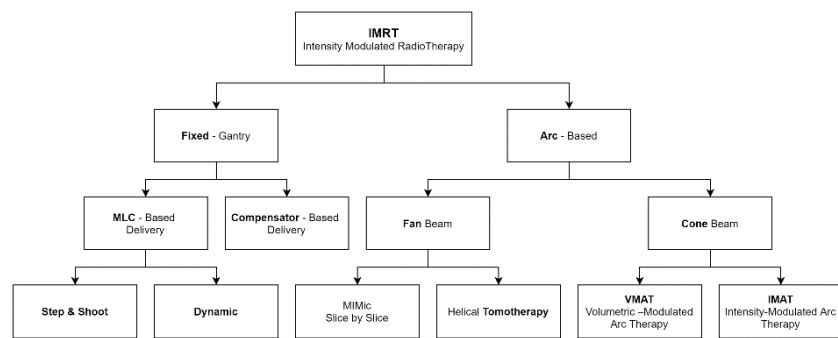 IMRT
Intensity Modulated RadioTherapy
Fixed - Gantry
Arc - Based
MLC - Based
Delivery
Compensator - Based
Delivery
Fan Beam
Cone Beam
Step & Shoot
Dynamic
MIMic
Slice by Slice
Helical Tomotherapy
VMAT
Volumetric –Modulated
Arc Therapy
IMAT
Intensity-Modulated Arc
Therapy